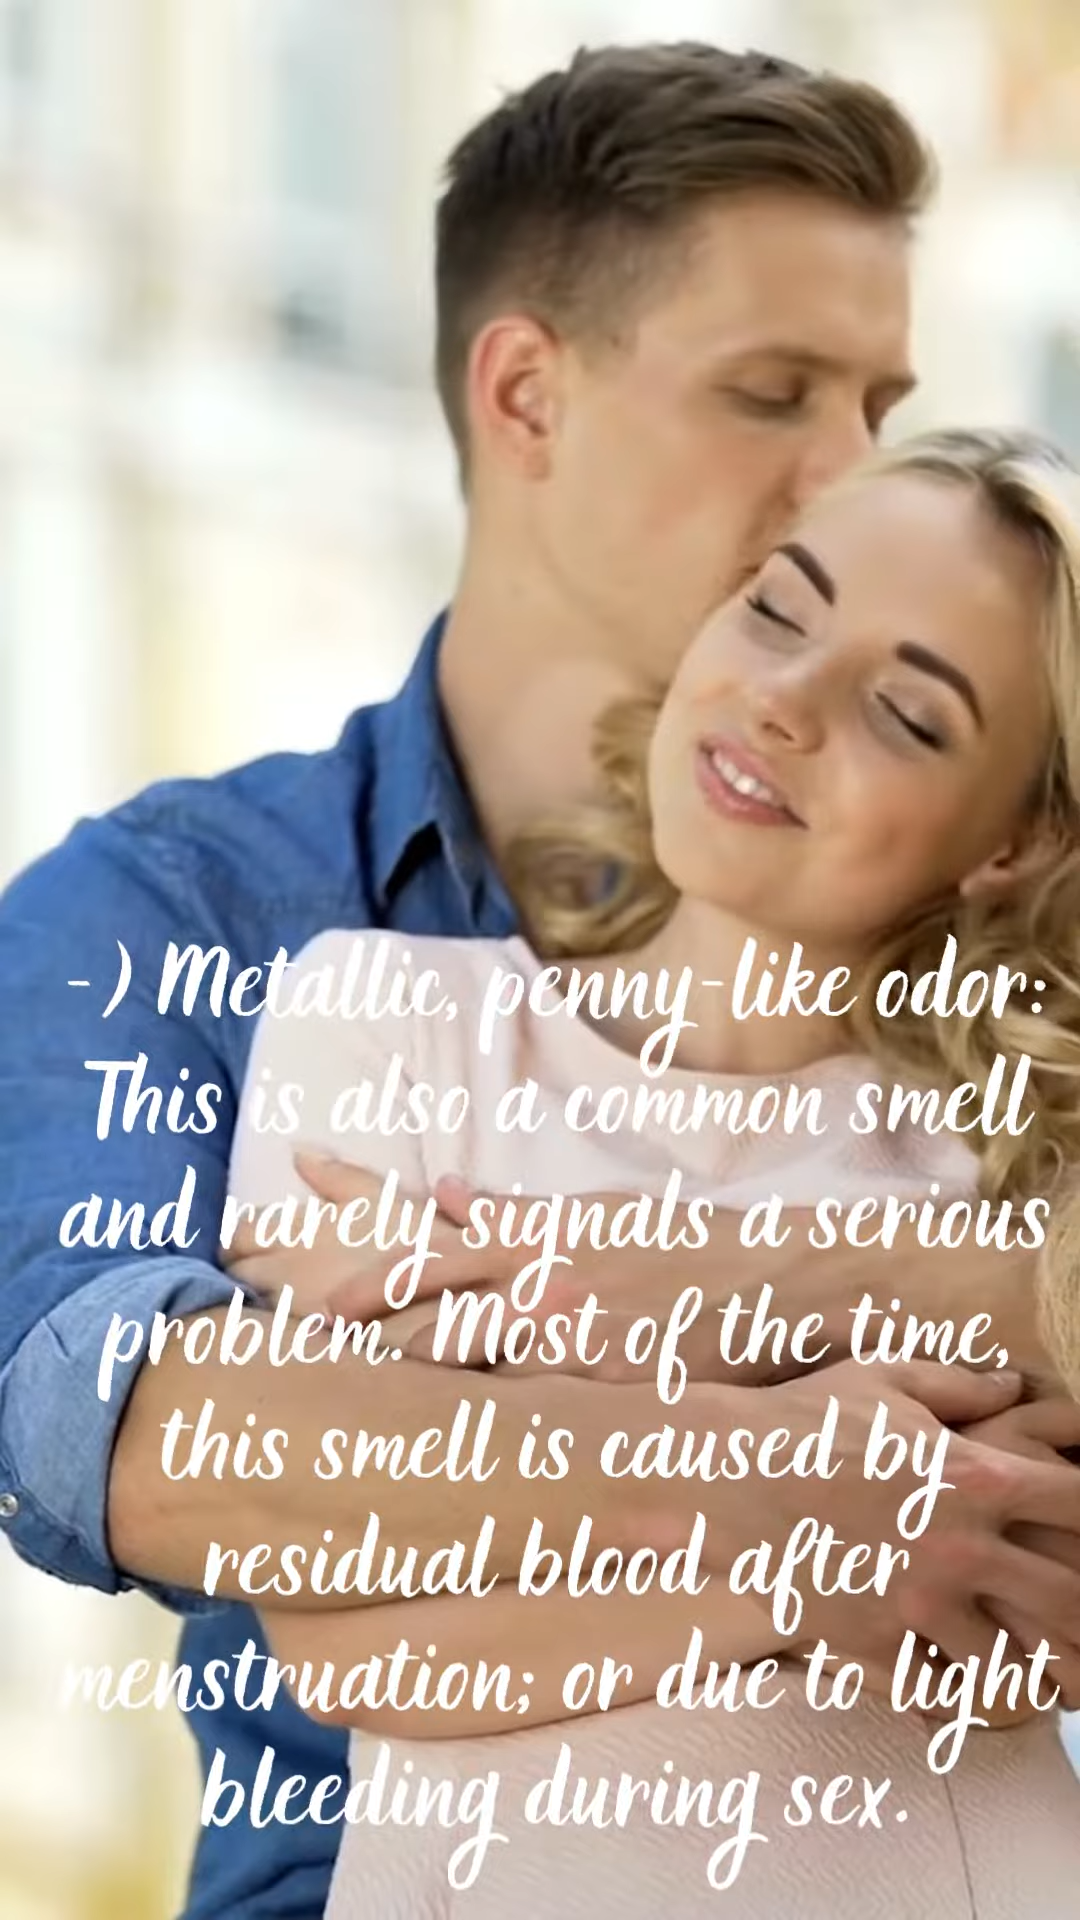 -) Metallic, penny-like odor:
This is also a common smell
and rarely signals a serious
problem. Most of the time,
this smell is caused by
residual blood after
menstruation; or due to light
bleeding during sex.